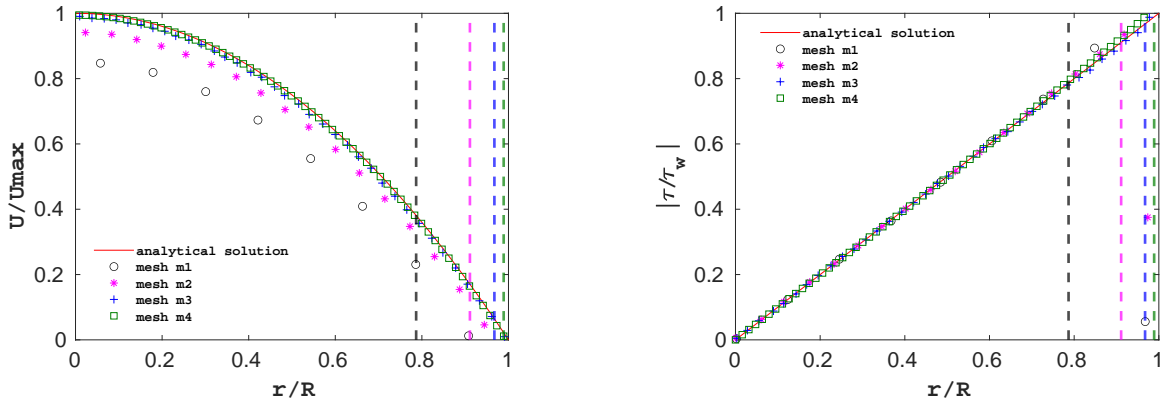 1
0.8
0.6
0.4
0.2
0
U/Umax
analytical solution
mesh m1
mesh m2
mesh m3
mesh m4
0 0.2 0.4 0.6 0.8 1
r/R
1
0.8
0.6
0.4
0.2
0
|τ/τw|
analytical solution
mesh m1
mesh m2
mesh m3
mesh m4
0 0.2 0.4 0.6 0.8 1
r/R